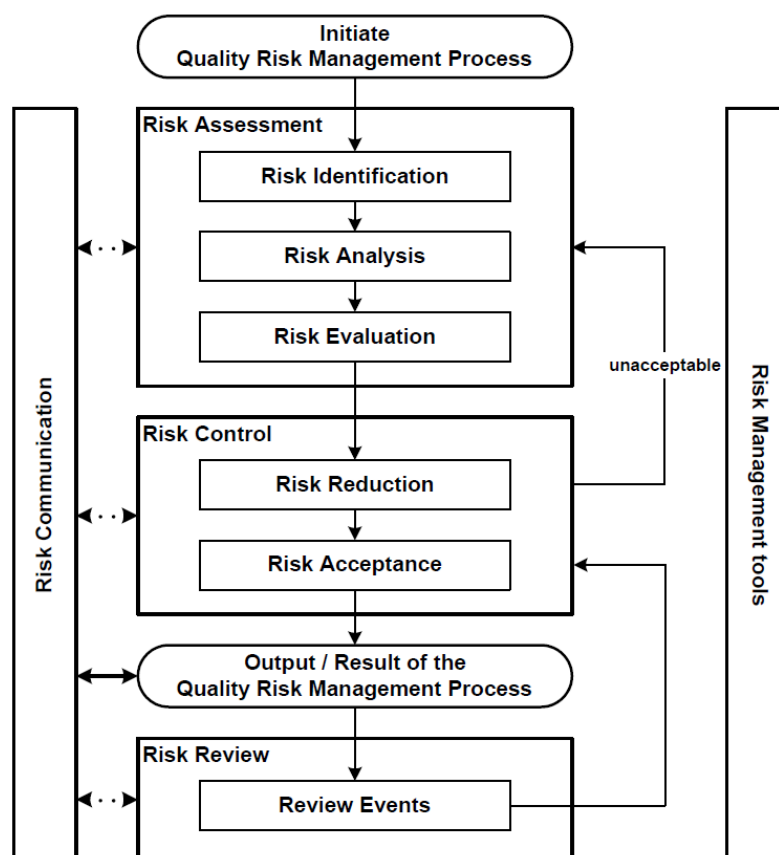 Initiate
Quality Risk Management Process
Risk Assessment
Risk Identification
Risk Analysis
Risk Evaluation
unacceptable
Risk Communication
Risk Management tools
Risk Control
Risk Reduction
Risk Acceptance
Output / Result of the
Quality Risk Management Process
Risk Review
Review Events